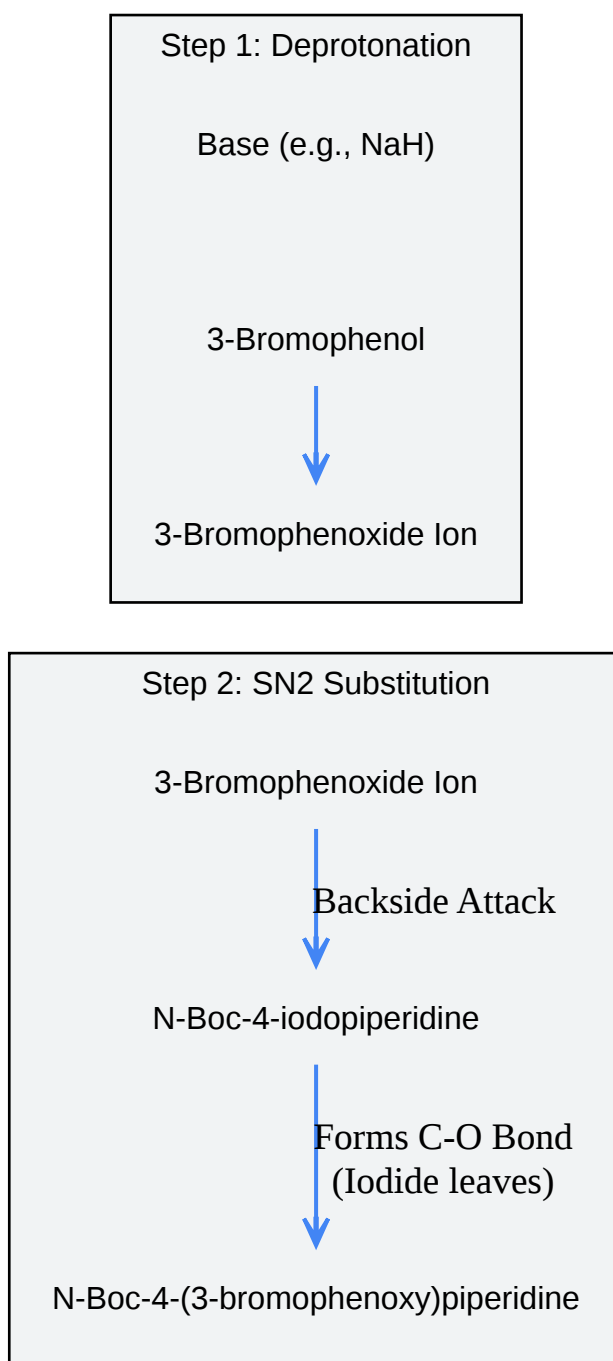 Step 1: Deprotonation
Base (e.g., NaH)
3-Bromophenol
3-Bromophenoxide Ion
Step 2: SN2 Substitution
3-Bromophenoxide Ion
Backside Attack
N-Boc-4-iodopiperidine
Forms C-O Bond
(Iodide leaves)
N-Boc-4-(3-bromophenoxy)piperidine